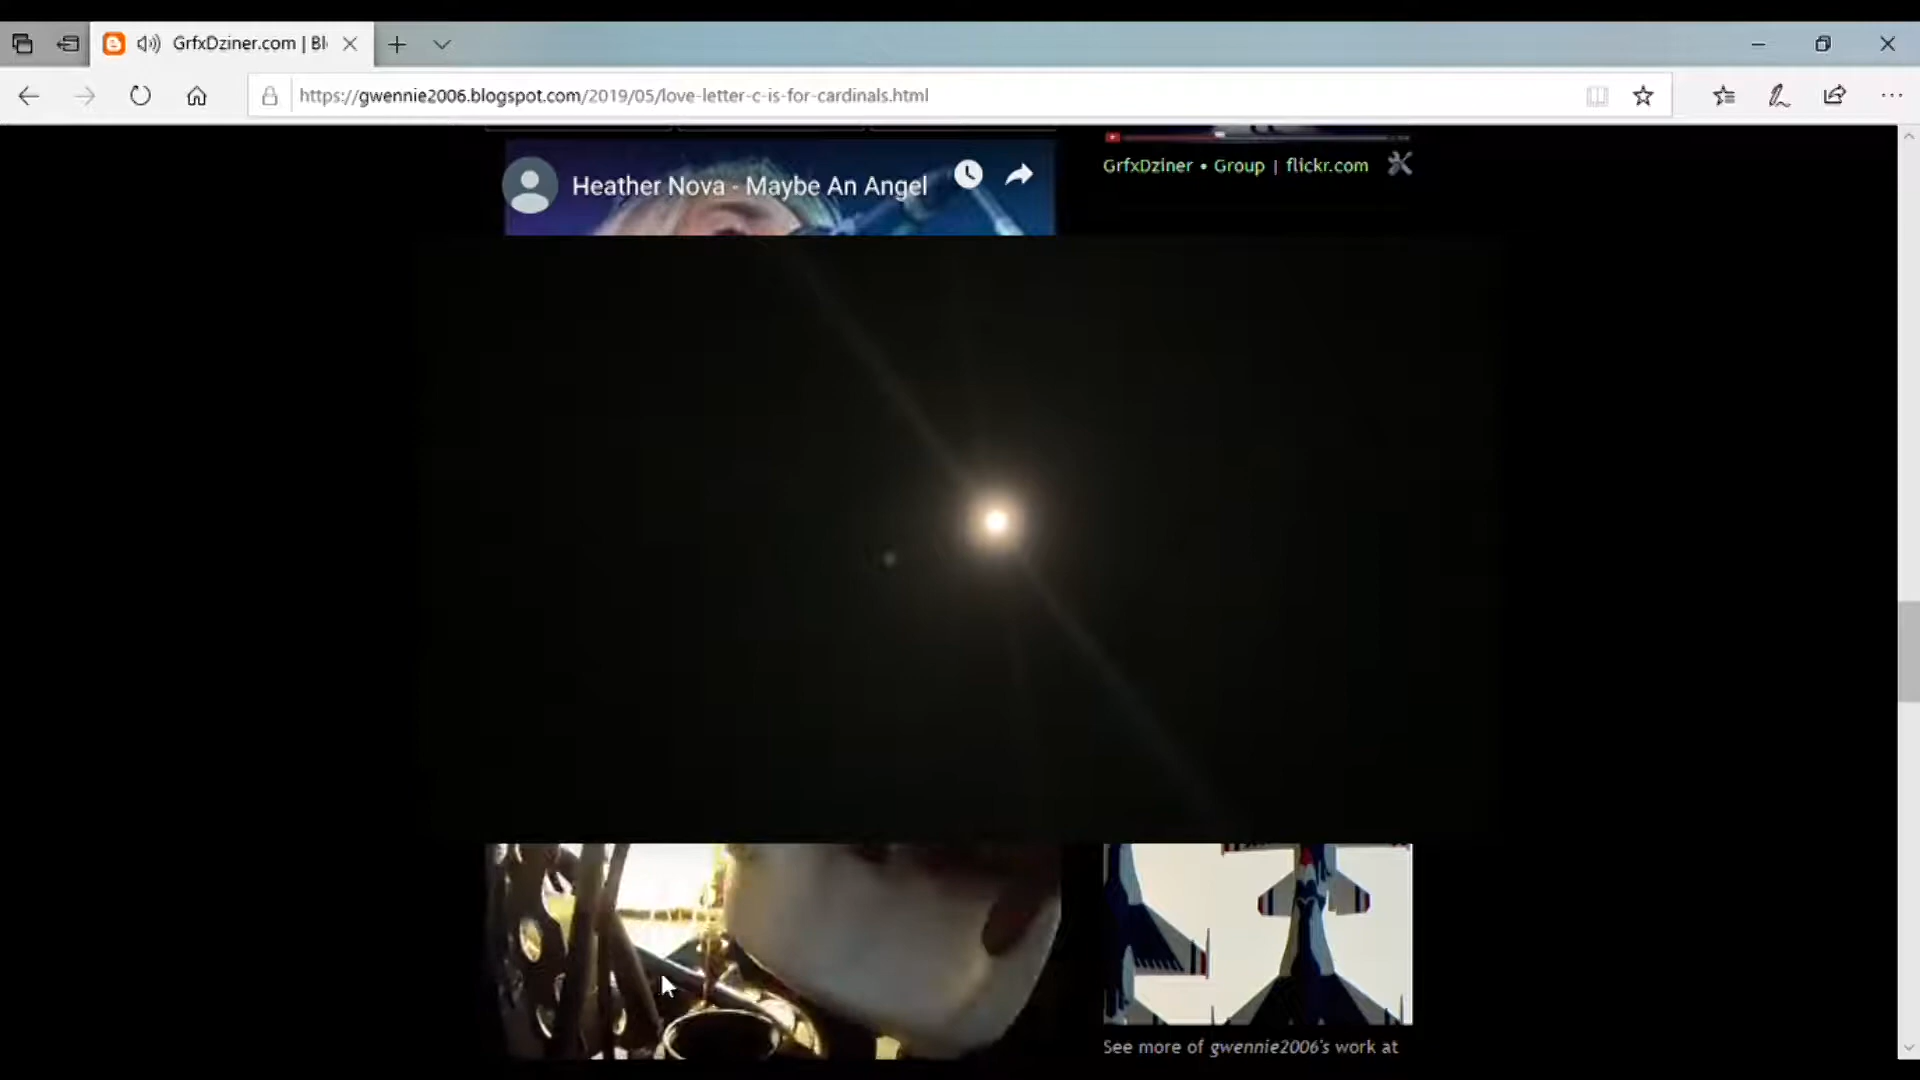 GrfxDziner.com | Bl
https://gwennie2006.blogspot.com/2019/05/love-letter-c-is-for-cardinals.html
Heather Nova - Maybe An Angel
GrfxDziner • Group | flickr.com
See more of gwennie2006's work at